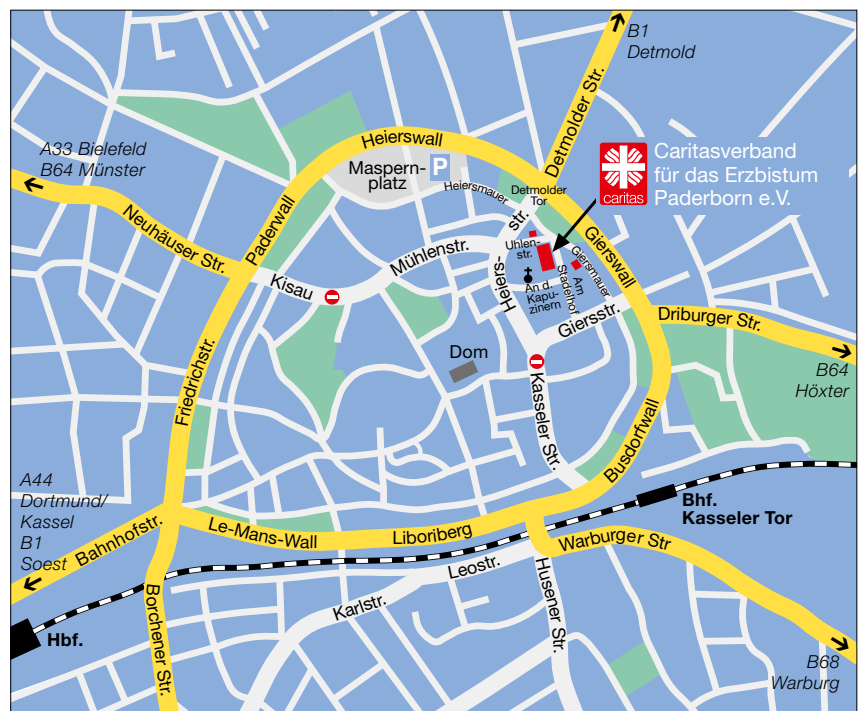 B1
Detmold
Detmolder Str.
A33 Bielefeld
B64 Münster
Heierswall
Maspern-
platz
P
Heiersmauer
Detmolder
Tor
caritas
Caritasverband
für das Erzbistum
Paderborn e.V.
Neuhäuser Str.
Paderwall
Kisau
Mühlenstr.
Heiers-
str.
Uhlen-
str.
An d.
Kapu-
zinern
Am
Stadelhof
Giersmauer
Gierswall
Giersstr.
Driburger Str.
B64
Höxter
Friedrichstr.
Dom
Kasseler Str.
Busdorfwall
A44
Dortmund/
Kassel
B1
Soest
Bahnhofstr.
Le-Mans-Wall
Liboriberg
Bhf.
Kasseler Tor
Warburger Str
Leostr.
Karlstr.
Husener Str.
Borchener Str.
Hbf.
B68
Warburg